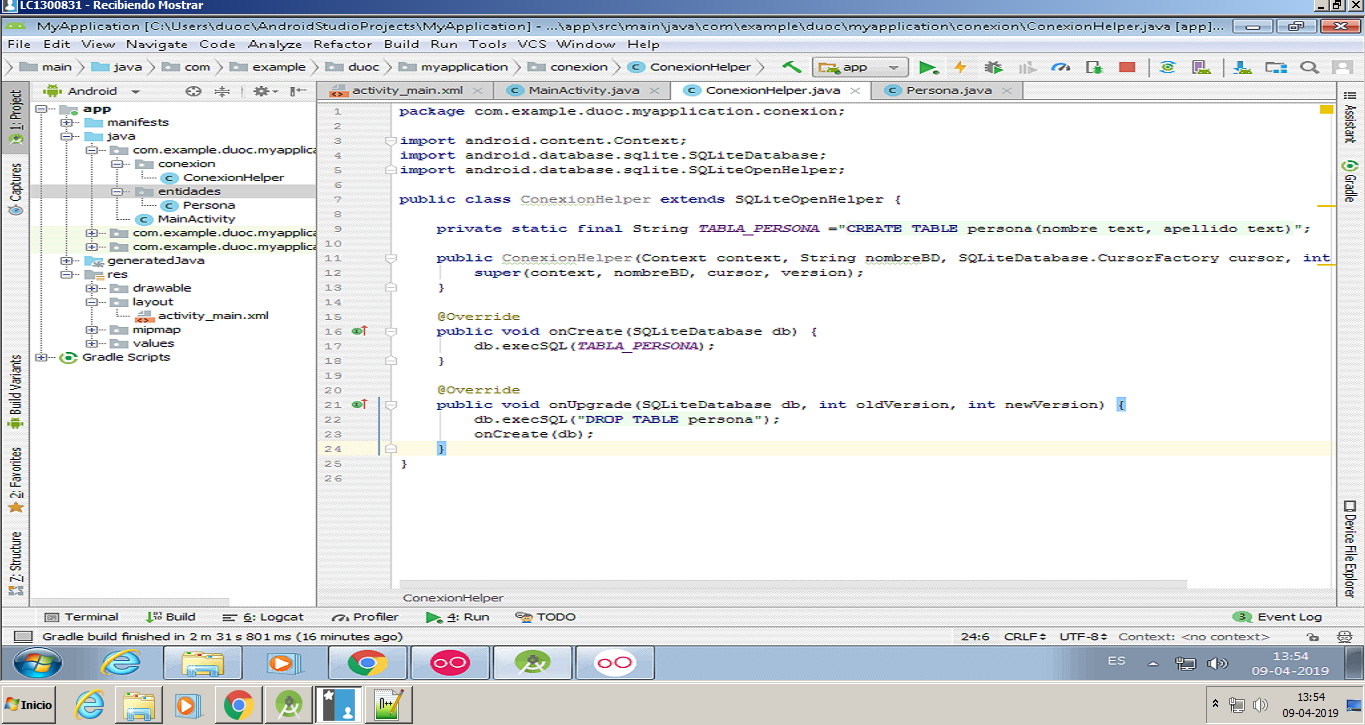 LC1300831 - Recibiendo Mostrar
MyApplication [C:\Users\duoc\AndroidStudioProjects\MyApplication] - ...\app\src\main\java\com\example\duoc\myapplication\conexion\ConexionHelper.java [app]...
File Edit View Navigate Code Analyze Refactor Build Run Tools VCS Window Help
main java com example duoc myapplication conexion ConexionHelper app
Android
activity_main.xml MainActivity.java ConexionHelper.java Persona.java
1: Project
Captures
Build Variants
2: Favorites
Z: Structure
app
manifests
java
com.example.duoc.myapplica
conexion
ConexionHelper
entidades
Persona
MainActivity
com.example.duoc.myapplica
com.example.duoc.myapplica
generatedJava
res
drawable
layout
activity_main.xml
mipmap
values
Gradle Scripts
1 package com.example.duoc.myapplication.conexion;
2
3 import android.content.Context;
4 import android.database.sqlite.SQLiteDatabase;
5 import android.database.sqlite.SQLiteOpenHelper;
6
7 public class ConexionHelper extends SQLiteOpenHelper {
8
9 private static final String TABLA_PERSONA ="CREATE TABLE persona(nombre text, apellido text)";
10
11 public ConexionHelper(Context context, String nombreBD, SQLiteDatabase.CursorFactory cursor, int
12 super(context, nombreBD, cursor, version);
13 }
14
15 @Override
16 public void onCreate(SQLiteDatabase db) {
17 db.execSQL(TABLA_PERSONA);
18 }
19
20 @Override
21 public void onUpgrade(SQLiteDatabase db, int oldVersion, int newVersion) {
22 db.execSQL("DROP TABLE persona");
23 onCreate(db);
24 }
25 }
26
ConexionHelper
Assistant
Gradle
Device File Explorer
Terminal Build 6: Logcat Profiler 4: Run TODO 3 Event Log
Gradle build finished in 2 m 31 s 801 ms (16 minutes ago) 24:6 CRLF UTF-8 Context: <no context>
ES 13:54
09-04-2019
Inicio 13:54
09-04-2019